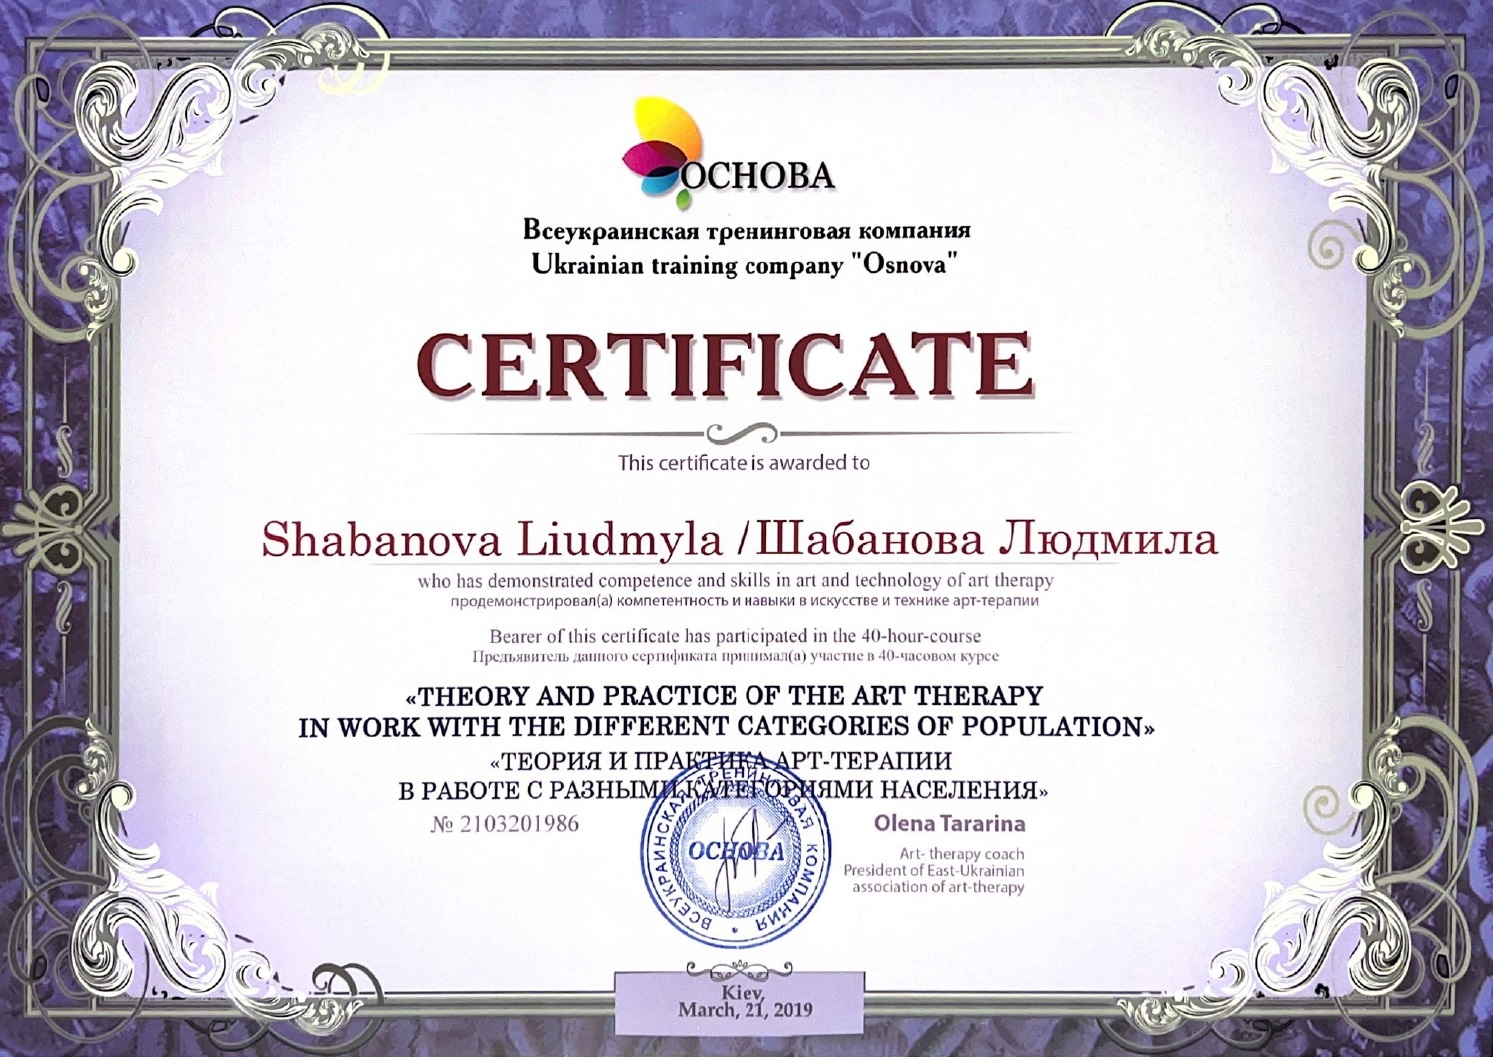 ОСНОВА
Всеукраинская тренинговая компания
Ukrainian training company "Osnova"
CERTIFICATE
This certificate is awarded to
Shabanova Liudmyla / Шабанова Людмила
who has demonstrated competence and skills in art and technology of art therapy
продемонстрировал(а) компетентность и навыки в искусстве и технике арт-терапии
Bearer of this certificate has participated in the 40-hour-course
Предъявитель данного сертификата принимал(а) участие в 40-часовом курсе
«THEORY AND PRACTICE OF THE ART THERAPY
IN WORK WITH THE DIFFERENT CATEGORIES OF POPULATION»
«ТЕОРИЯ И ПРАКТИКА АРТ-ТЕРАПИИ
В РАБОТЕ С РАЗНЫМИ КАТЕГОРИЯМИ НАСЕЛЕНИЯ»
№ 2103201986
ВСЕУКРАИНСКАЯ ТРЕНИНГОВАЯ КОМПАНИЯ
ОСНОВА
Olena Tararina
Art- therapy coach
President of East-Ukrainian
association of art-therapy
Kiev,
March, 21, 2019